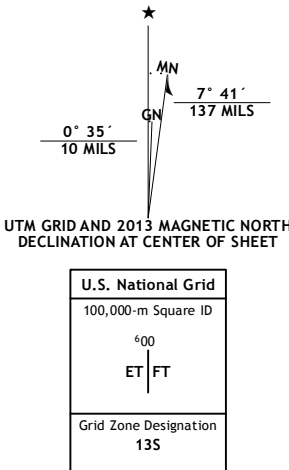 ★
MN
7° 41´
137 MILS
GN
0° 35´
10 MILS
UTM GRID AND 2013 MAGNETIC NORTH
DECLINATION AT CENTER OF SHEET
U.S. National Grid
100,000-m Square ID
⁶00
ET FT
Grid Zone Designation
13S